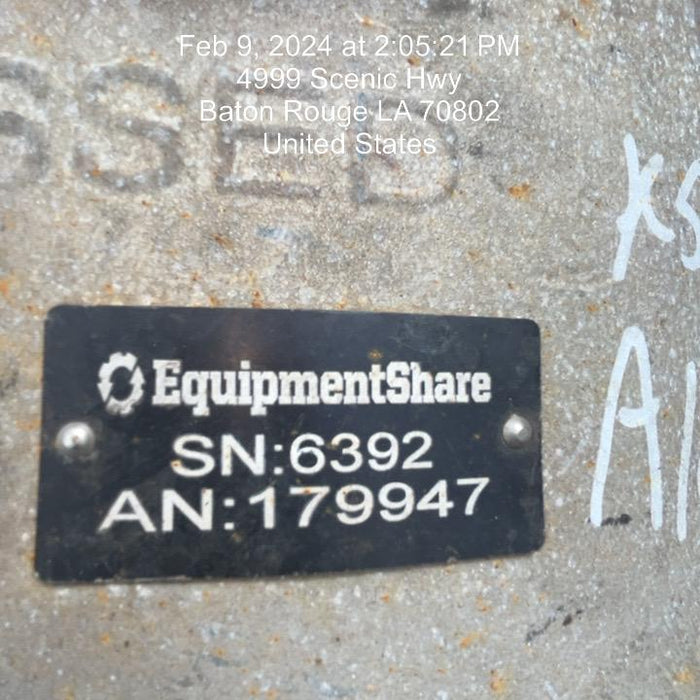 Feb 9, 2024 at 2:05:21 PM
4999 Scenic Hwy
Baton Rouge LA 70802
United States
EquipmentShare
SN:6392
AN:179947